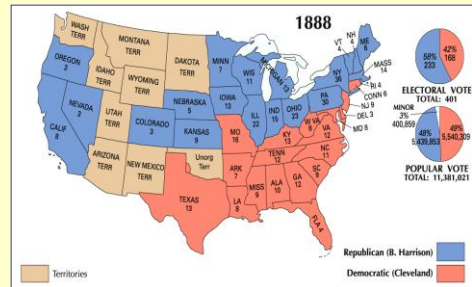 1888
WASH
TERR
MONTANA
TERR
DAKOTA
TERR
MINN
7
OREGON
3
IDAHO
TERR
WYOMING
TERR
WIS
11
MICHIGAN 13
VT
4
NH
4
ME
6
NY
36
MASS
14
RI 4
CONN 6
NJ 9
DEL 3
MD 8
PA
30
NEVADA
3
UTAH
TERR
COLORADO
3
NEBRASKA
5
IOWA
13
ILL
22
IND
15
OHIO
23
W VA
6
VA
12
CALIF
8
KANSAS
9
MO
16
KY
13
NC
11
TENN
12
SC
9
ARIZONA
TERR
NEW MEXICO
TERR
Unorg
Terr
ARK
7
MISS
9
ALA
10
GA
12
TEXAS
13
LA
8
FLA 4
58%
233
42%
168
ELECTORAL VOTE
TOTAL: 401
MINOR
3%
400,859
48%
5,439,853
49%
5,540,309
POPULAR VOTE
TOTAL: 11,381,021
Territories
Republican (B. Harrison)
Democratic (Cleveland)